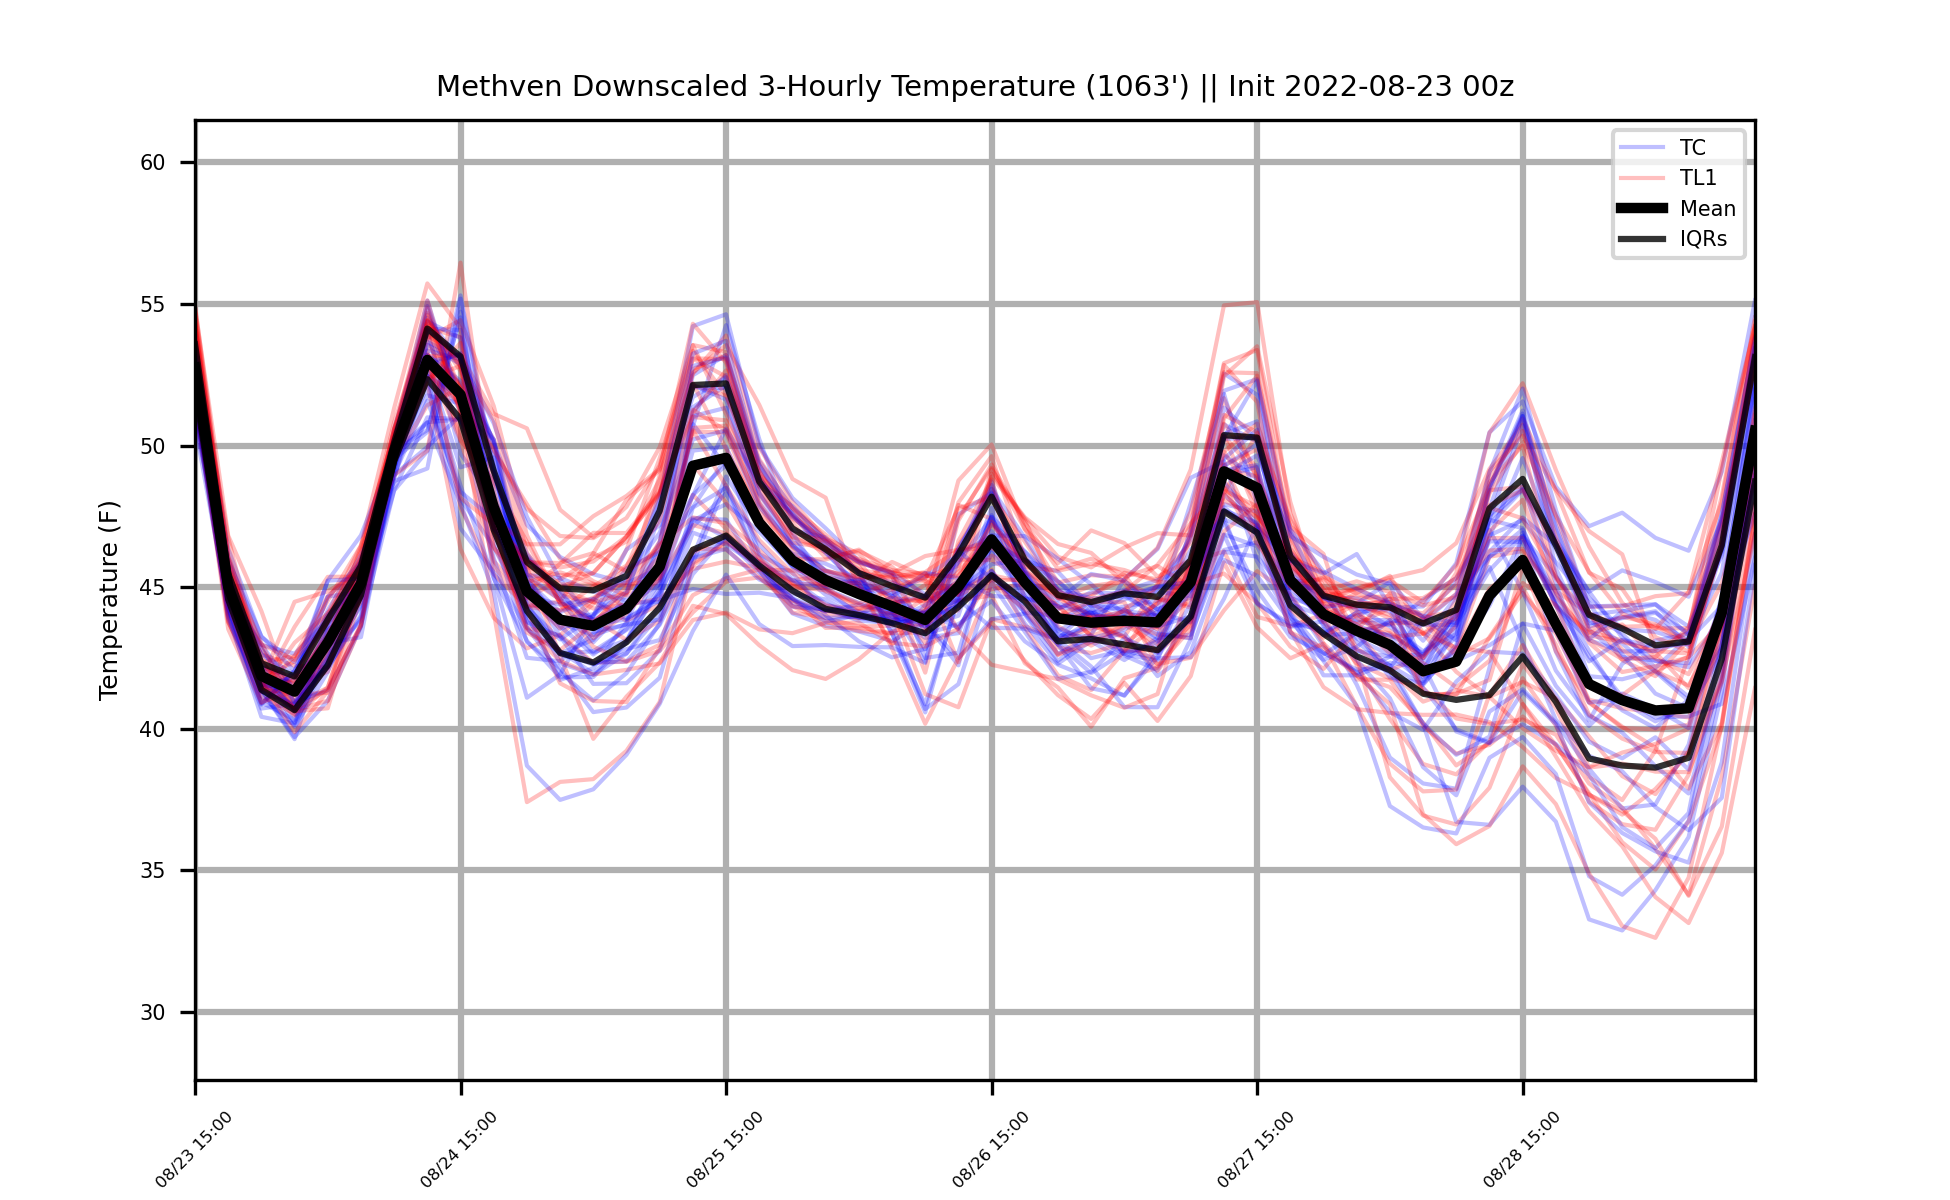 Methven Downscaled 3-Hourly Temperature (1063') || Init 2022-08-23 00z
TC
TL1
Mean
IQRs
Temperature (F)
60
55
50
45
40
35
30
08/23 15:00
08/24 15:00
08/25 15:00
08/26 15:00
08/27 15:00
08/28 15:00